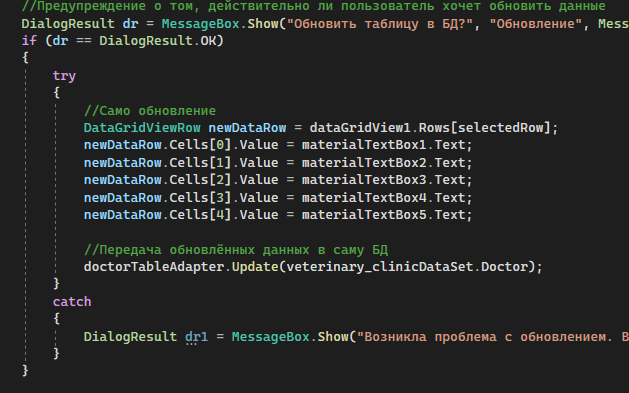 //Предупреждение о том, действительно ли пользователь хочет обновить данные
DialogResult dr = MessageBox.Show("Обновить таблицу в БД?", "Обновление", Mess
if (dr == DialogResult.OK)
{
try
{
//Само обновление
DataGridViewRow newDataRow = dataGridView1.Rows[selectedRow];
newDataRow.Cells[0].Value = materialTextBox1.Text;
newDataRow.Cells[1].Value = materialTextBox2.Text;
newDataRow.Cells[2].Value = materialTextBox3.Text;
newDataRow.Cells[3].Value = materialTextBox4.Text;
newDataRow.Cells[4].Value = materialTextBox5.Text;
//Передача обновлённых данных в саму БД
doctorTableAdapter.Update(veterinary_clinicDataSet.Doctor);
}
catch
{
DialogResult dr1 = MessageBox.Show("Возникла проблема с обновлением. В
}
}